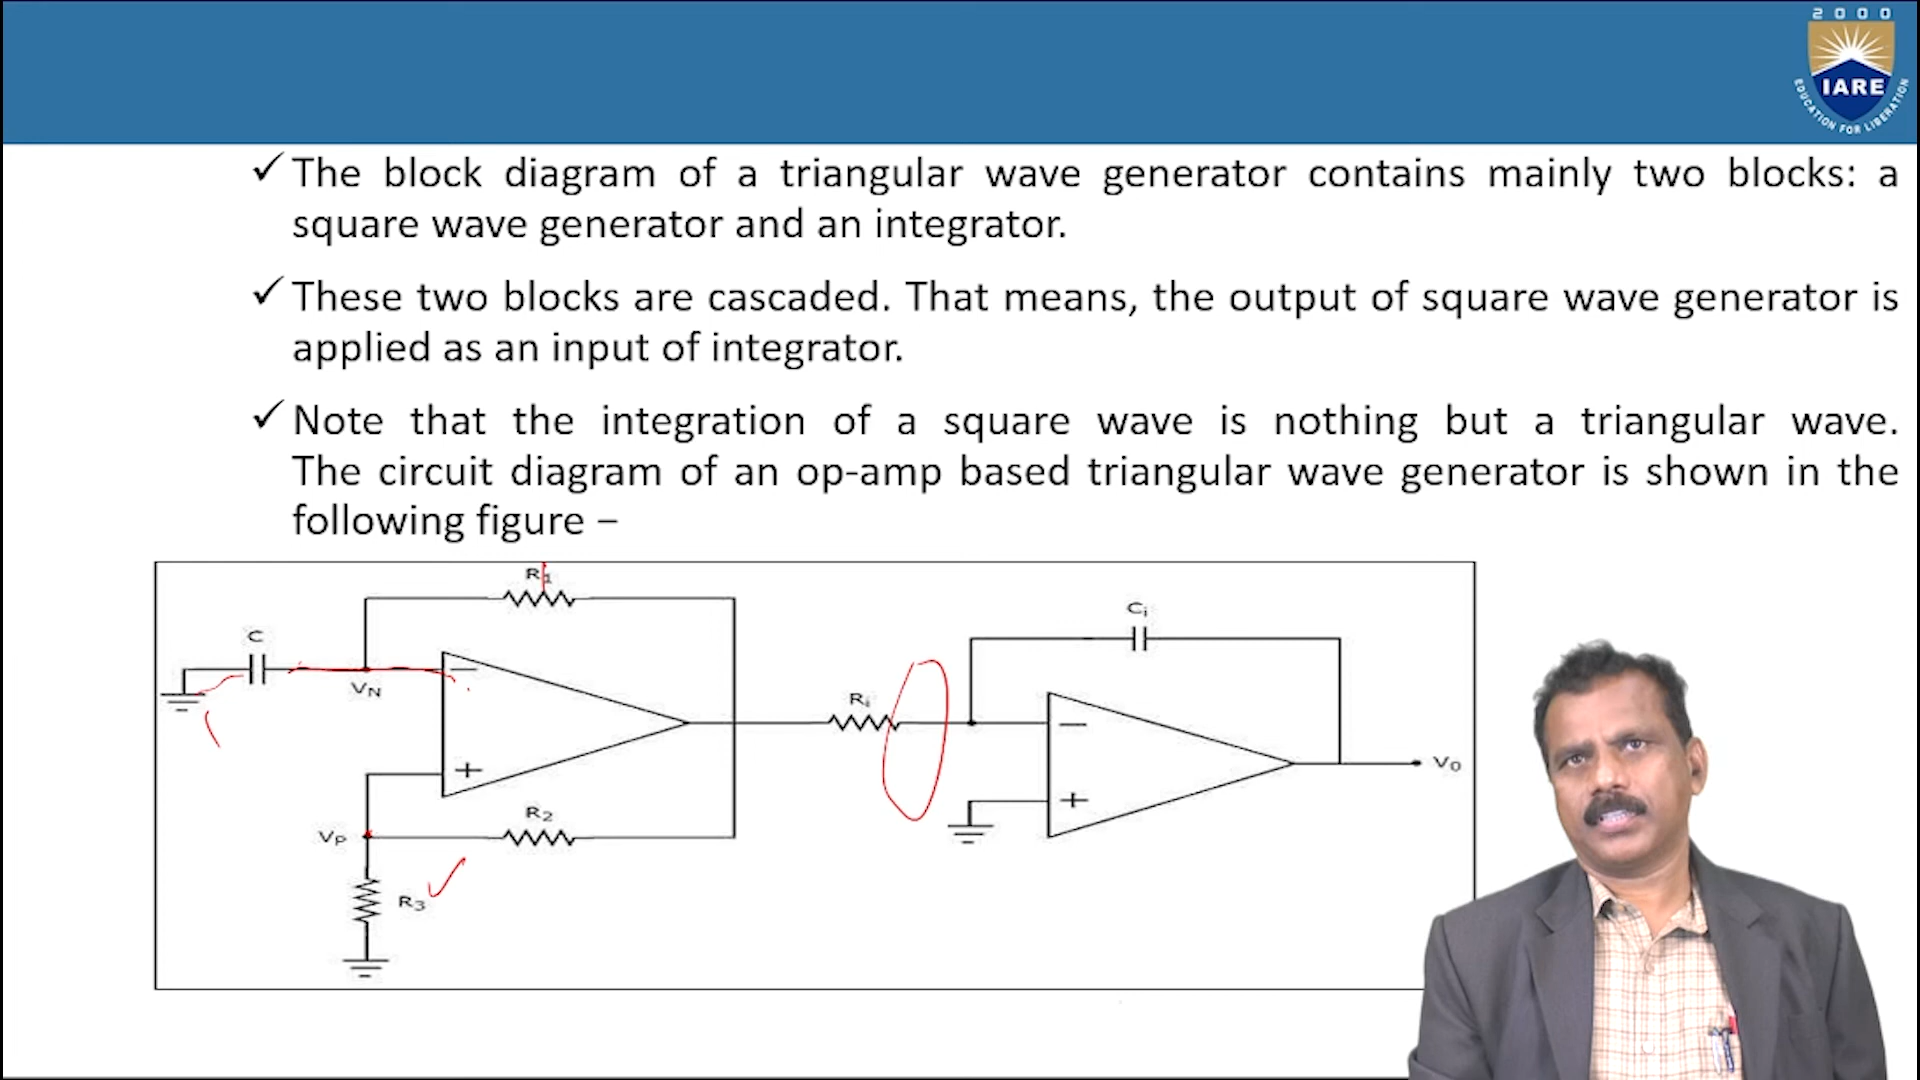 2000
IARE
EDUCATION FOR LIBERATION
✓ The block diagram of a triangular wave generator contains mainly two blocks: a
square wave generator and an integrator.
✓ These two blocks are cascaded. That means, the output of square wave generator is
applied as an input of integrator.
✓ Note that the integration of a square wave is nothing but a triangular wave.
The circuit diagram of an op-amp based triangular wave generator is shown in the
following figure –
R1
C
Ci
VN
−
Ri
−
+
V0
+
R2
VP
R3